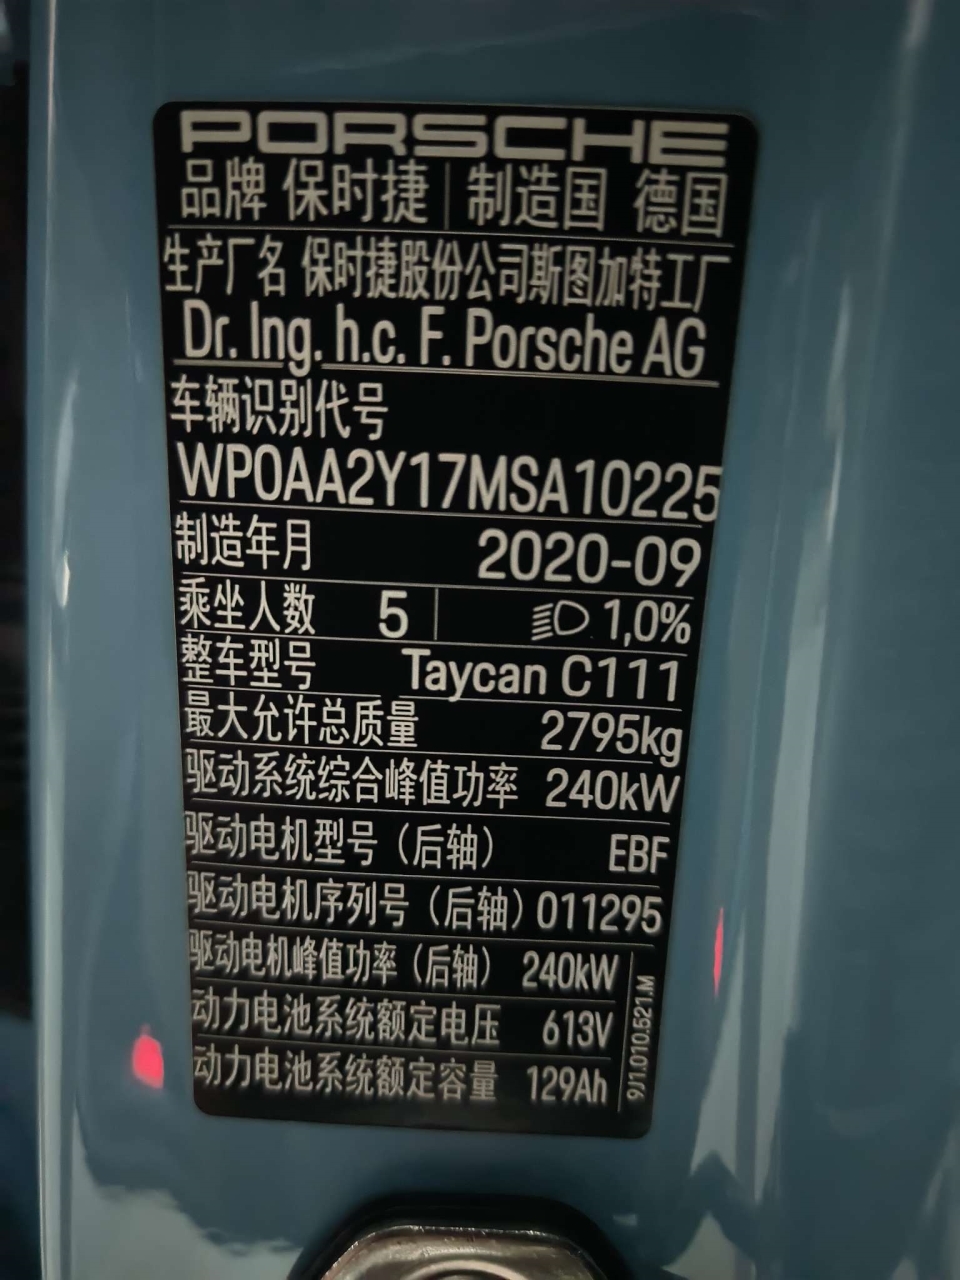 PORSCHE
品牌 保时捷 制造国 德国
生产厂名 保时捷股份公司斯图加特工厂
Dr. Ing. h.c. F. Porsche AG
车辆识别代号
WP0AA2Y17MSA10225
制造年月 2020-09
乘坐人数 5 1,0%
整车型号 Taycan C111
最大允许总质量 2795kg
驱动系统综合峰值功率 240kW
驱动电机型号（后轴） EBF
驱动电机序列号（后轴）011295
驱动电机峰值功率（后轴） 240kW
动力电池系统额定电压 613V
动力电池系统额定容量 129Ah
9J1.010.521.M